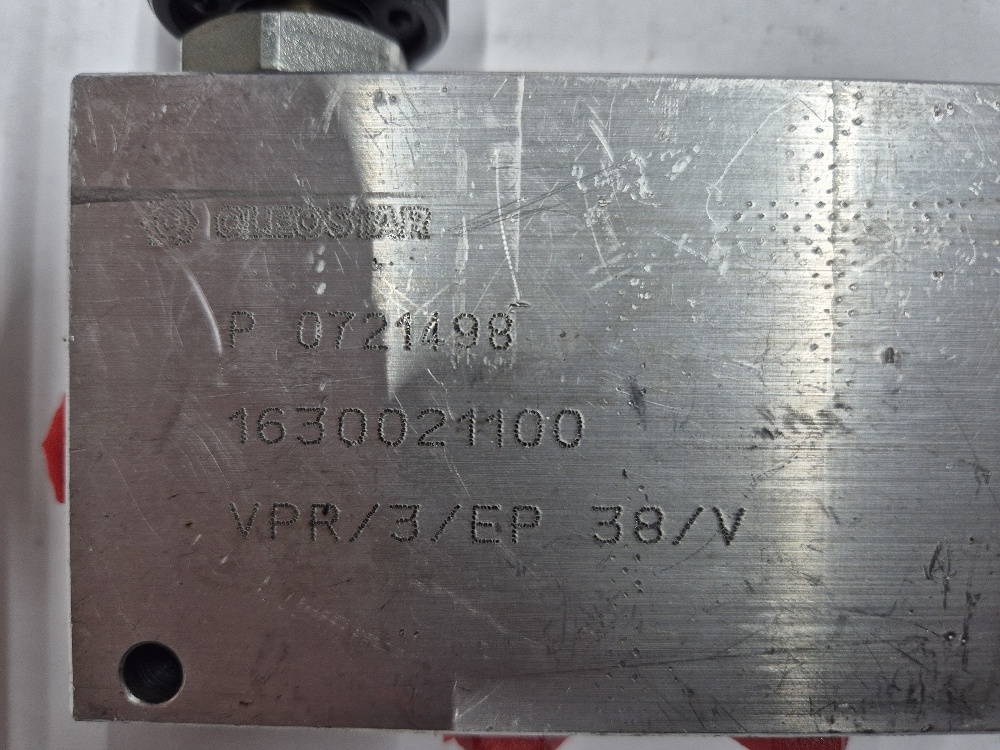 OLEOSTAR
P 0721498
1630021100
VPR/3/EP 38/V